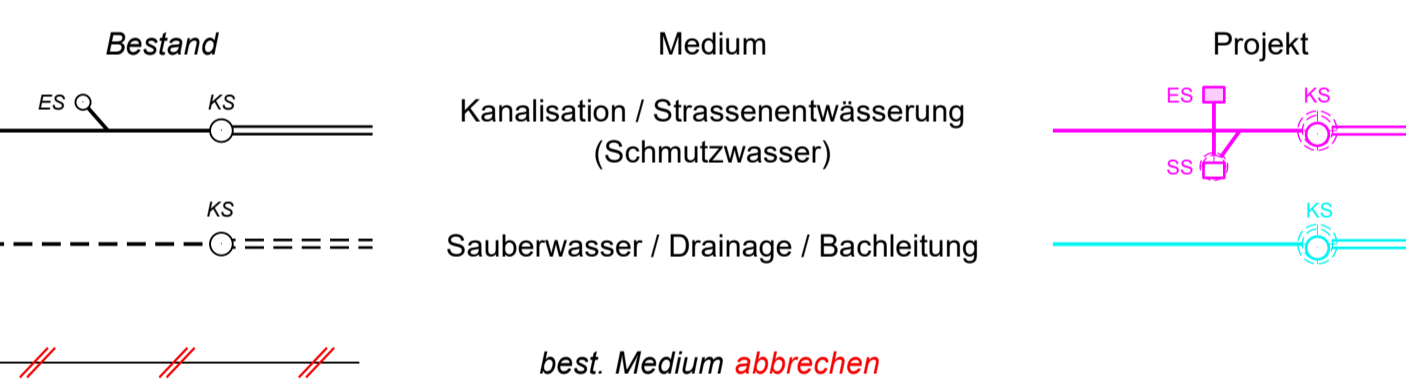 Bestand Medium Projekt
ES KS Kanalisation / Strassenentwässerung ES KS
(Schmutzwasser) SS
KS Sauberwasser / Drainage / Bachleitung KS
best. Medium abbrechen